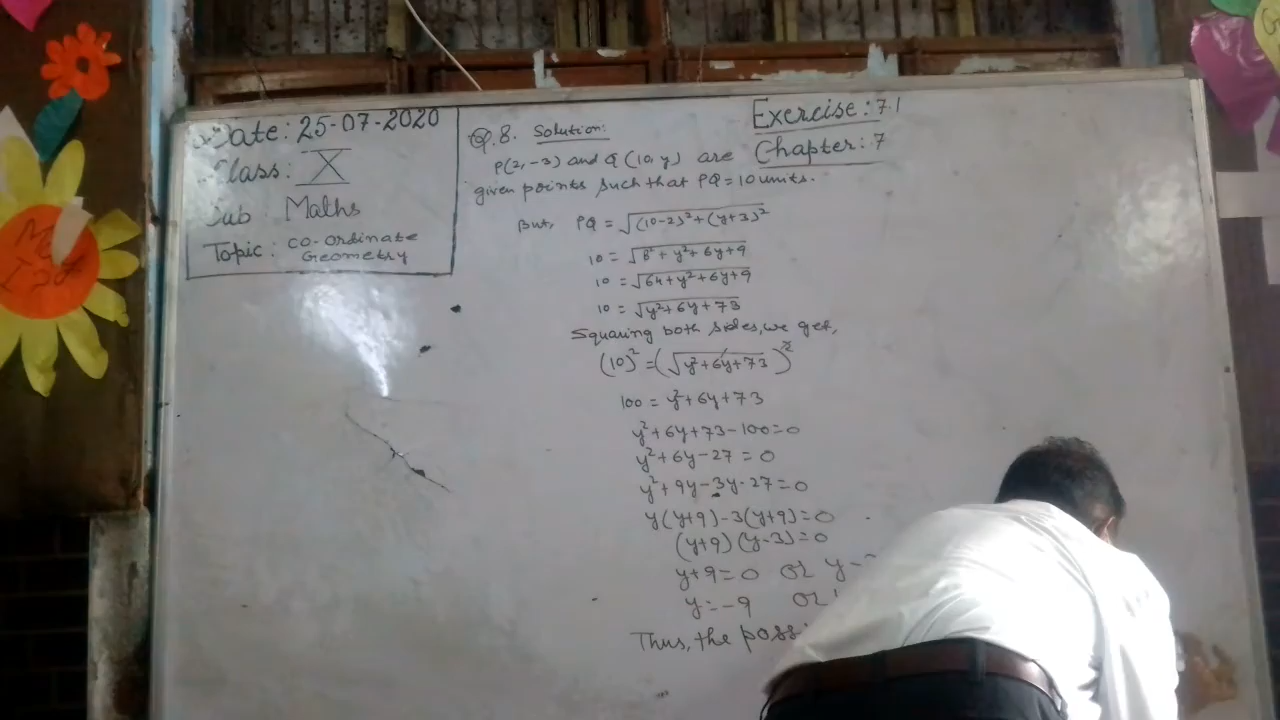 Date: 25-07-2020
Class: X
Sub: Maths
Topic: Co-ordinate
Geometry
Exercise: 7.1
Chapter: 7
Q.8. Solution:
P(2,-3) and Q(10,y) are
given points such that PQ = 10 units.
But, PQ = √(10-2)²+(y+3)²
10 = √8²+y²+6y+9
10 = √64+y²+6y+9
10 = √y²+6y+73
Squaring both sides, we get,
(10)² = (√y²+6y+73)²
100 = y²+6y+73
y²+6y+73-100=0
y²+6y-27=0
y²+9y-3y-27=0
y(y+9)-3(y+9)=0
(y+9)(y-3)=0
y+9=0 or y-
y=-9 or
Thus, the